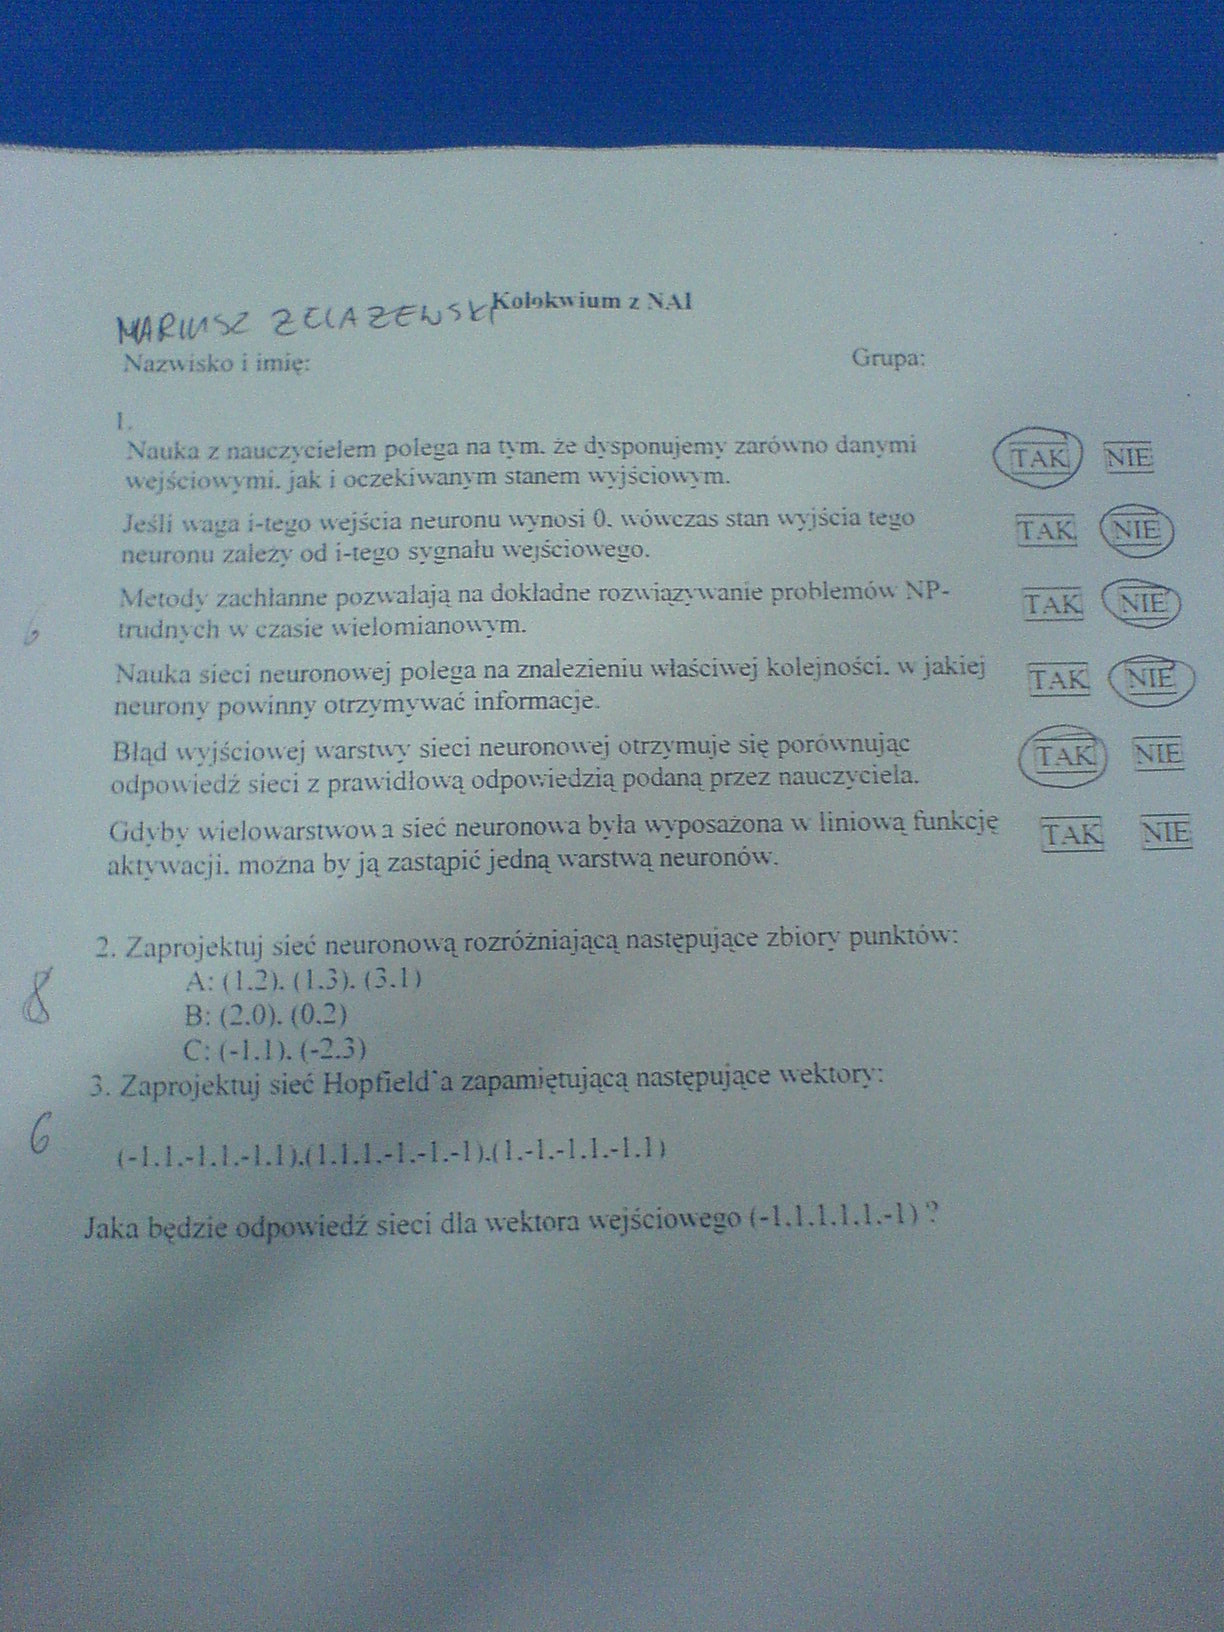 Kolokwium z NAI
MARIUSZ ZELAZEWSKI
Nazwisko i imię: Grupa:
1.
Nauka z nauczycielem polega na tym, że dysponujemy zarówno danymi TAK NIE
wejściowymi, jak i oczekiwanym stanem wyjściowym.
Jeśli waga i-tego wejścia neuronu wynosi 0, wówczas stan wyjścia tego TAK NIE
neuronu zależy od i-tego sygnału wejściowego.
Metody zachłanne pozwalają na dokładne rozwiązywanie problemów NP- TAK NIE
6 trudnych w czasie wielomianowym.
Nauka sieci neuronowej polega na znalezieniu właściwej kolejności, w jakiej TAK NIE
neurony powinny otrzymywać informacje.
Błąd wyjściowej warstwy sieci neuronowej otrzymuje się porównując TAK NIE
odpowiedź sieci z prawidłową odpowiedzią podaną przez nauczyciela.
Gdyby wielowarstwowa sieć neuronowa była wyposażona w liniową funkcję TAK NIE
aktywacji, można by ją zastąpić jedną warstwą neuronów.
2. Zaprojektuj sieć neuronową rozróżniającą następujące zbiory punktów:
A: (1,2), (1,3), (3,1)
8 B: (2,0), (0,2)
C: (-1,1), (-2,3)
3. Zaprojektuj sieć Hopfield'a zapamiętującą następujące wektory:
6 (-1,1,-1,1,-1,1),(1,1,1,-1,-1,-1),(1,-1,-1,1,-1,1)
Jaka będzie odpowiedź sieci dla wektora wejściowego (-1,1,1,1,1,-1) ?